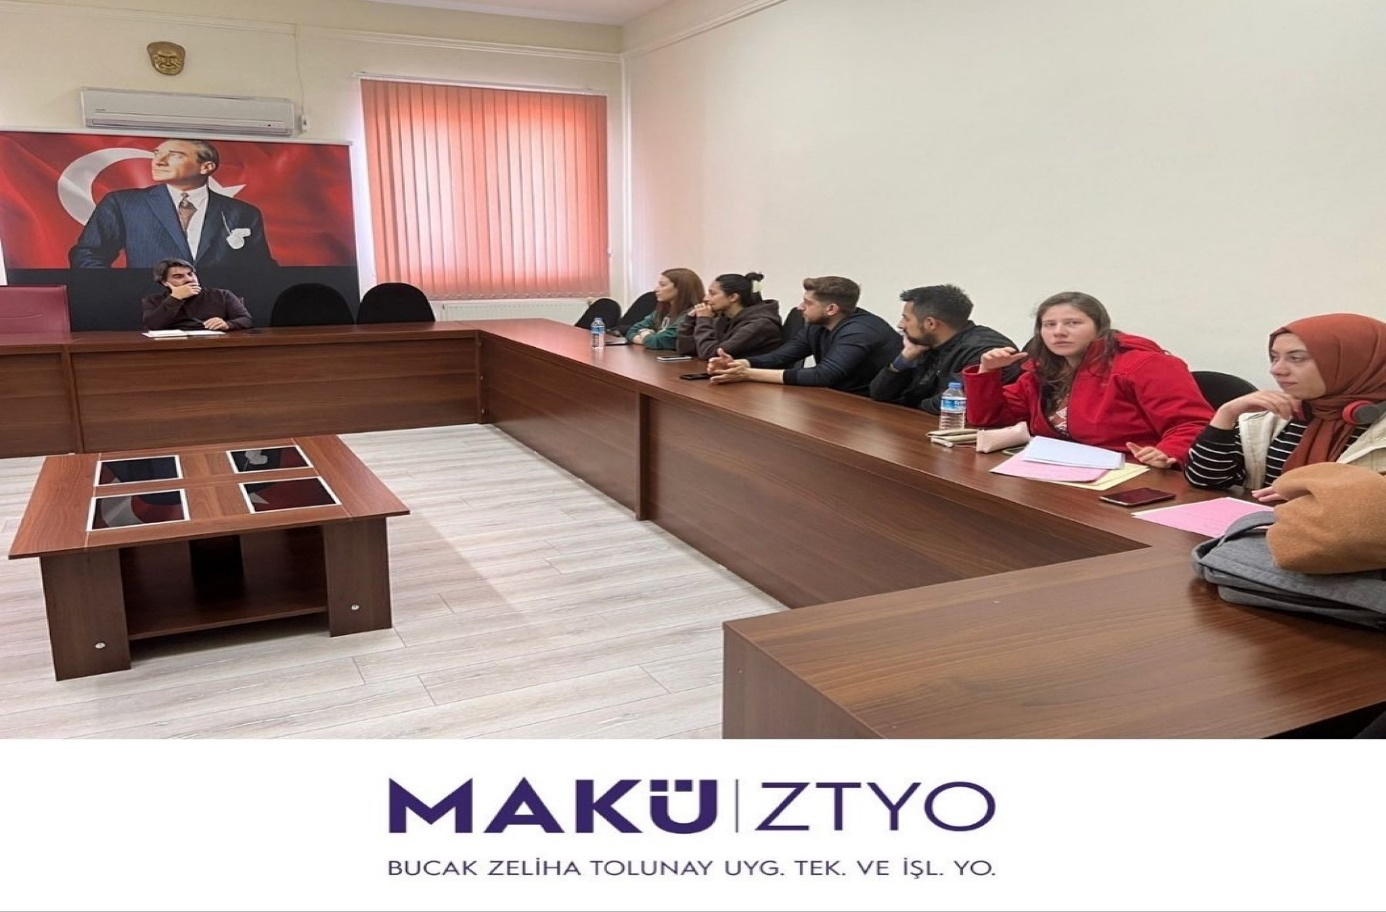 MAKÜ | ZTYO
BUCAK ZELİHA TOLUNAY UYG. TEK. VE İŞL. YO.